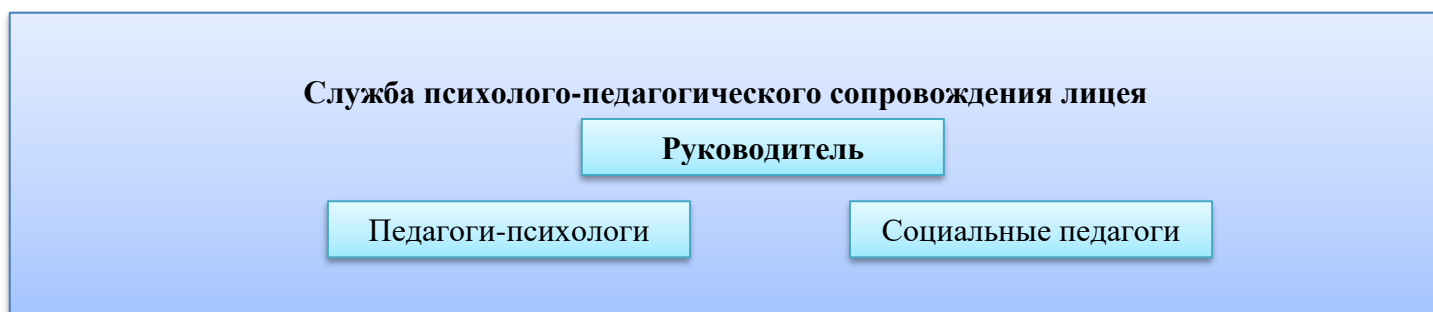 Служба психолого-педагогического сопровождения лицея
Руководитель
Педагоги-психологи
Социальные педагоги